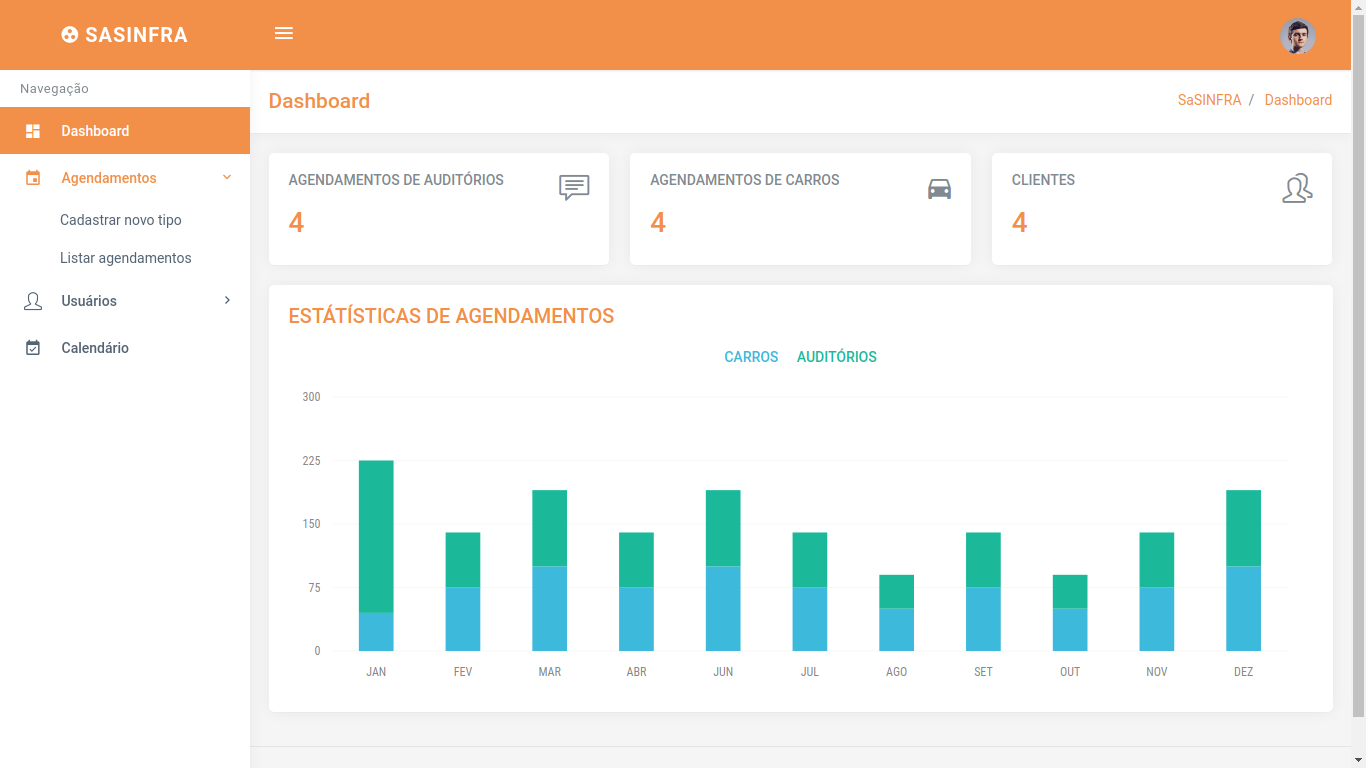 SASINFRA
Navegação
Dashboard
Agendamentos
Cadastrar novo tipo
Listar agendamentos
Usuários
Calendário
Dashboard
SaSINFRA / Dashboard
AGENDAMENTOS DE AUDITÓRIOS
4
AGENDAMENTOS DE CARROS
4
CLIENTES
4
ESTÁTÍSTICAS DE AGENDAMENTOS
CARROS AUDITÓRIOS
300
225
150
75
0
JAN FEV MAR ABR JUN JUL AGO SET OUT NOV DEZ